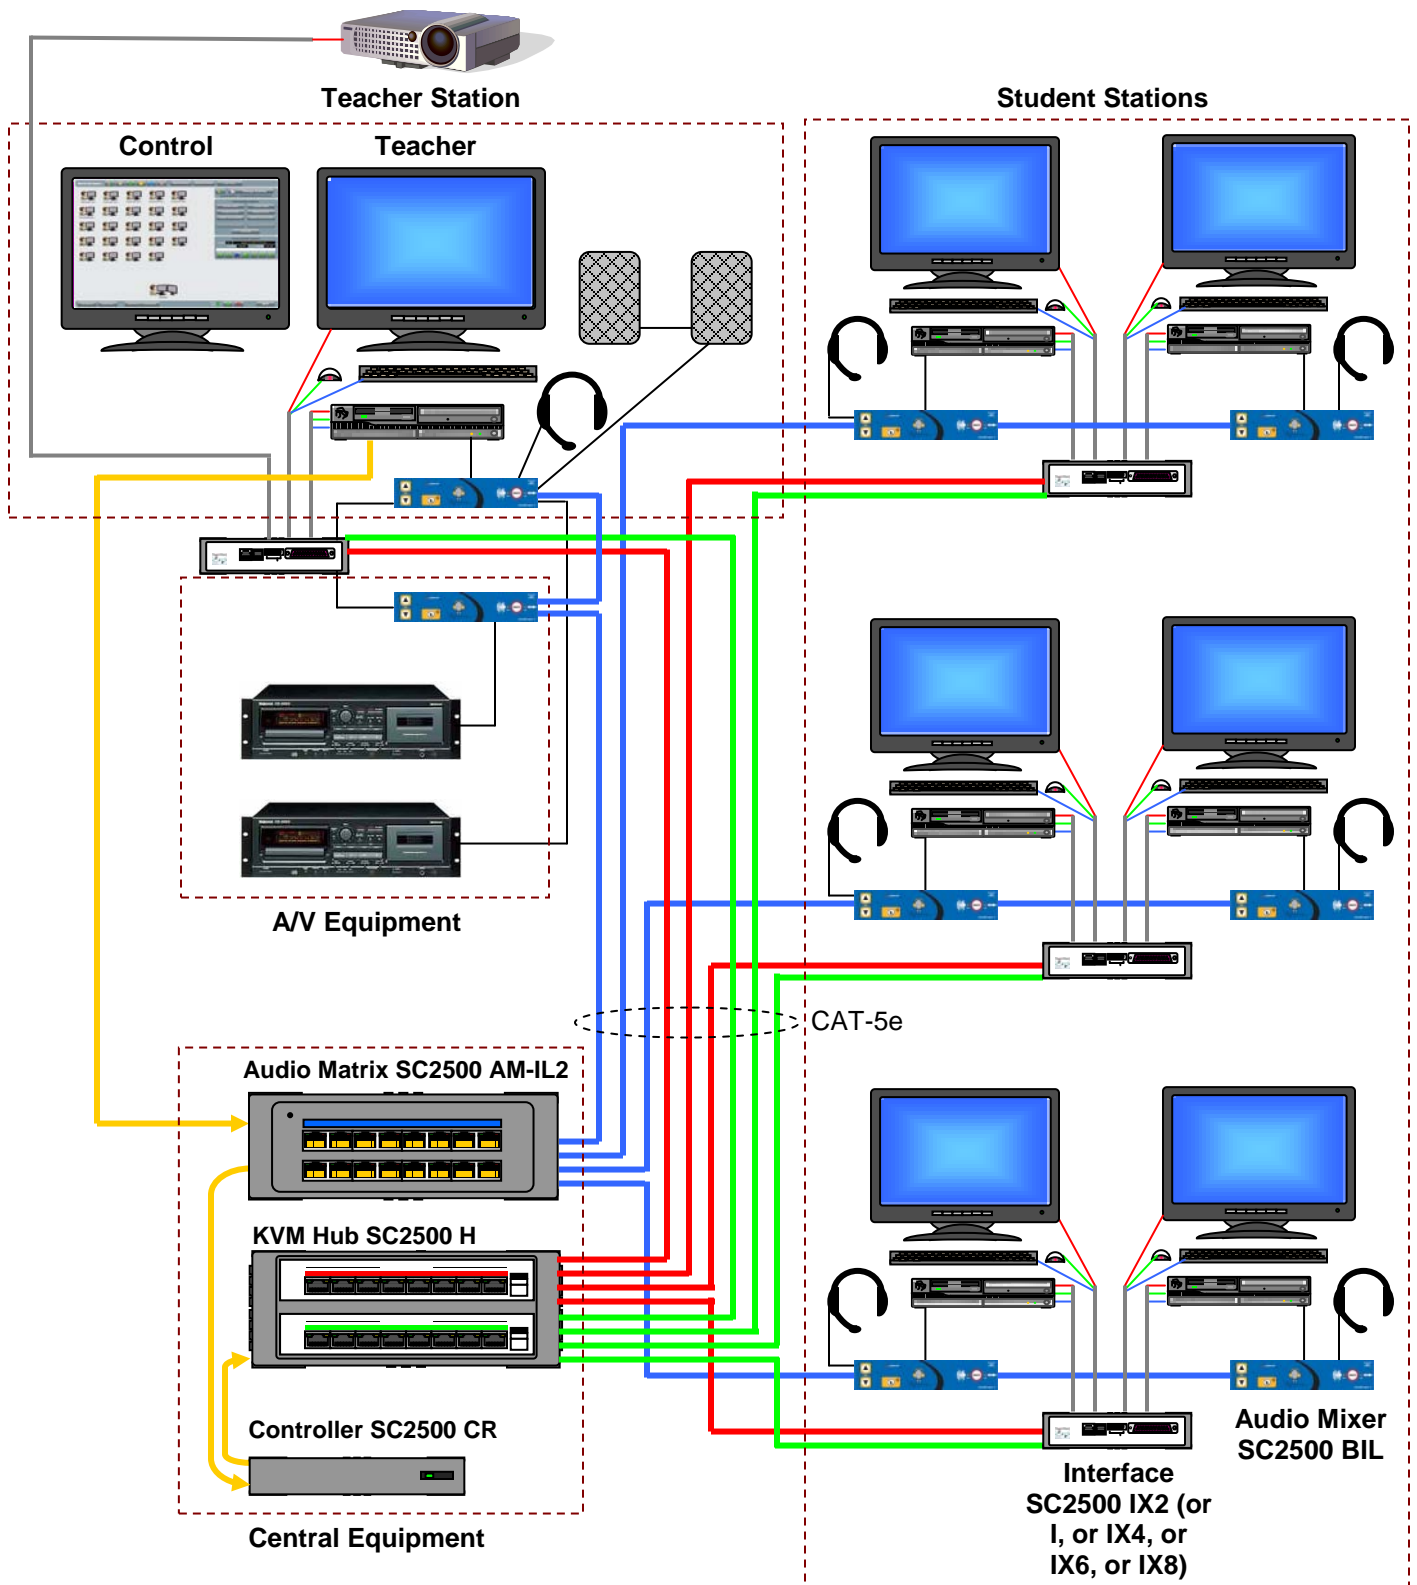 Teacher Station
Student Stations
Control
Teacher
A/V Equipment
CAT-5e
Audio Matrix SC2500 AM-IL2
KVM Hub SC2500 H
Controller SC2500 CR
Central Equipment
Audio Mixer
SC2500 BIL
Interface
SC2500 IX2 (or
I, or IX4, or
IX6, or IX8)